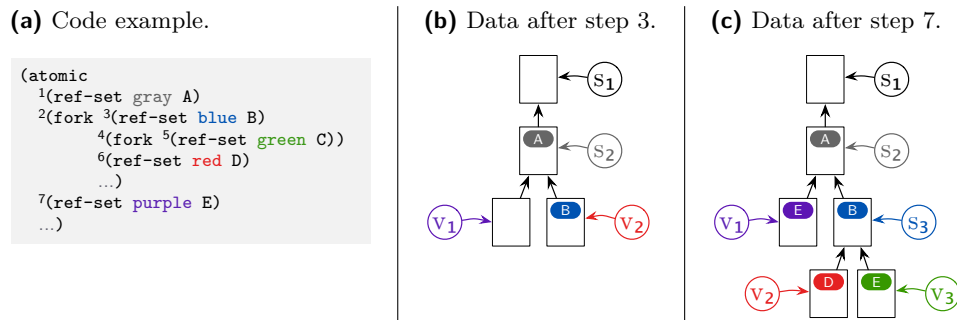 (a) Code example.
(atomic
1(ref-set gray A)
2(fork 3(ref-set blue B)
4(fork 5(ref-set green C))
6(ref-set red D)
...)
7(ref-set purple E)
...)
(b) Data after step 3.
S1
A
S2
V1
B
V2
(c) Data after step 7.
S1
A
S2
V1
E
B
S3
V2
D
E
V3